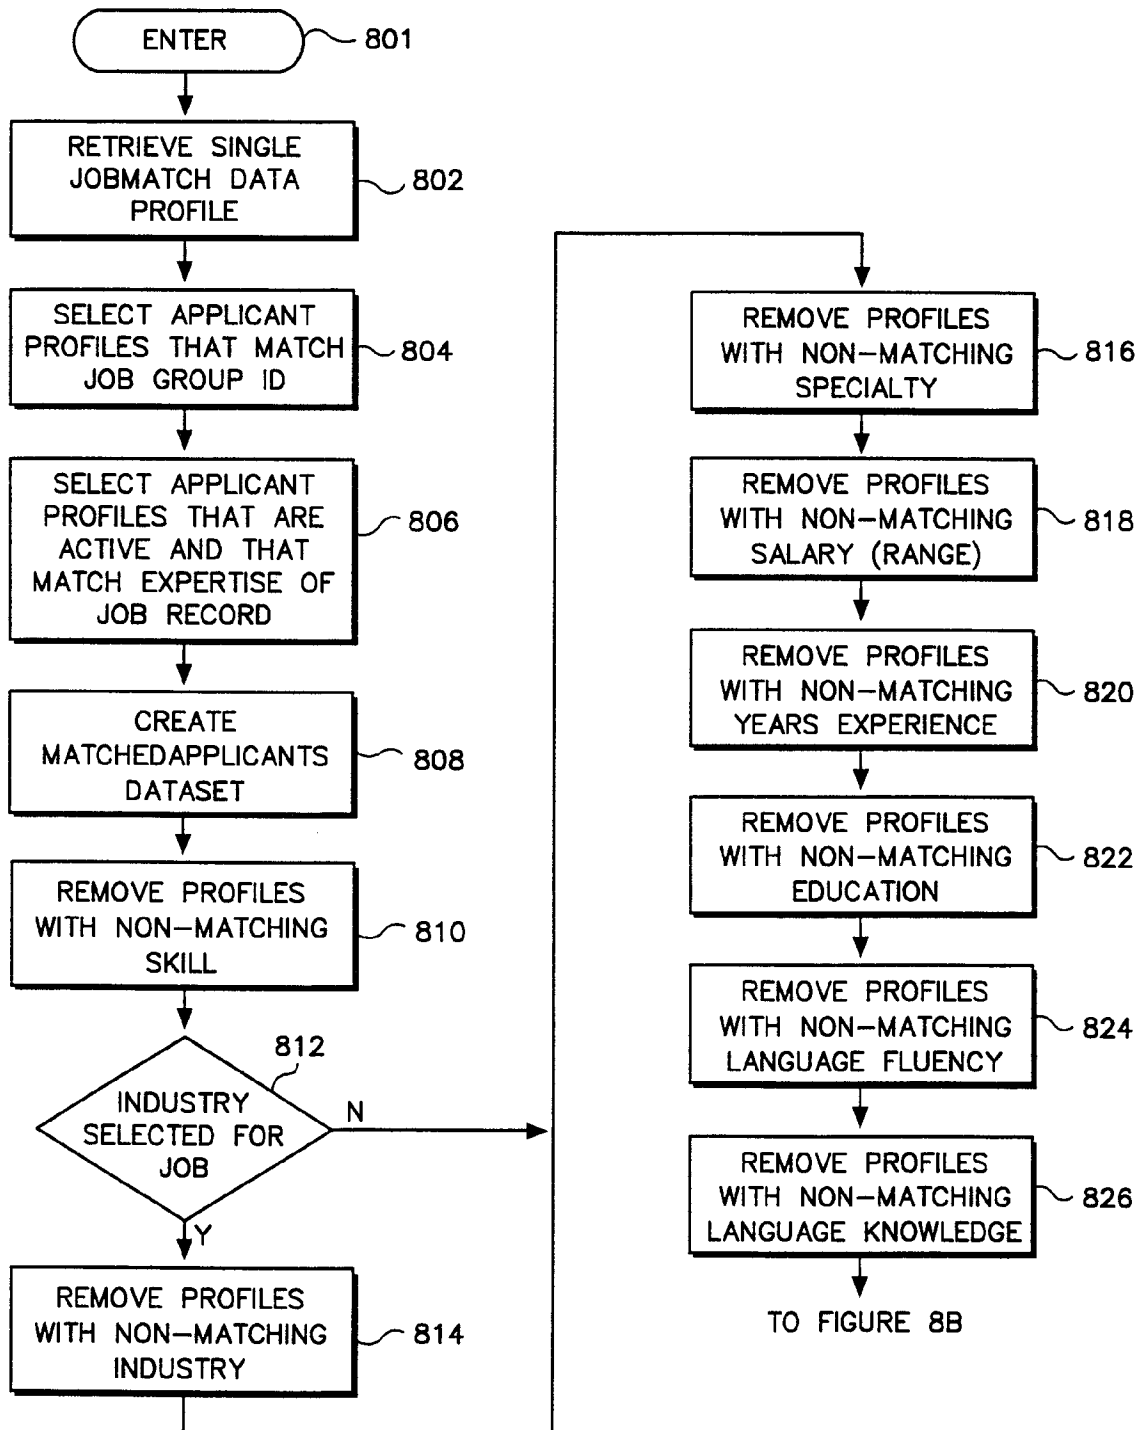 ENTER
801
RETRIEVE SINGLE
JOBMATCH DATA
PROFILE
802
SELECT APPLICANT
PROFILES THAT MATCH
JOB GROUP ID
804
SELECT APPLICANT
PROFILES THAT ARE
ACTIVE AND THAT
MATCH EXPERTISE OF
JOB RECORD
806
CREATE
MATCHEDAPPLICANTS
DATASET
808
REMOVE PROFILES
WITH NON-MATCHING
SKILL
810
812
INDUSTRY
SELECTED FOR
JOB
N
Y
REMOVE PROFILES
WITH NON-MATCHING
INDUSTRY
814
REMOVE PROFILES
WITH NON-MATCHING
SPECIALTY
816
REMOVE PROFILES
WITH NON-MATCHING
SALARY (RANGE)
818
REMOVE PROFILES
WITH NON-MATCHING
YEARS EXPERIENCE
820
REMOVE PROFILES
WITH NON-MATCHING
EDUCATION
822
REMOVE PROFILES
WITH NON-MATCHING
LANGUAGE FLUENCY
824
REMOVE PROFILES
WITH NON-MATCHING
LANGUAGE KNOWLEDGE
826
TO FIGURE 8B